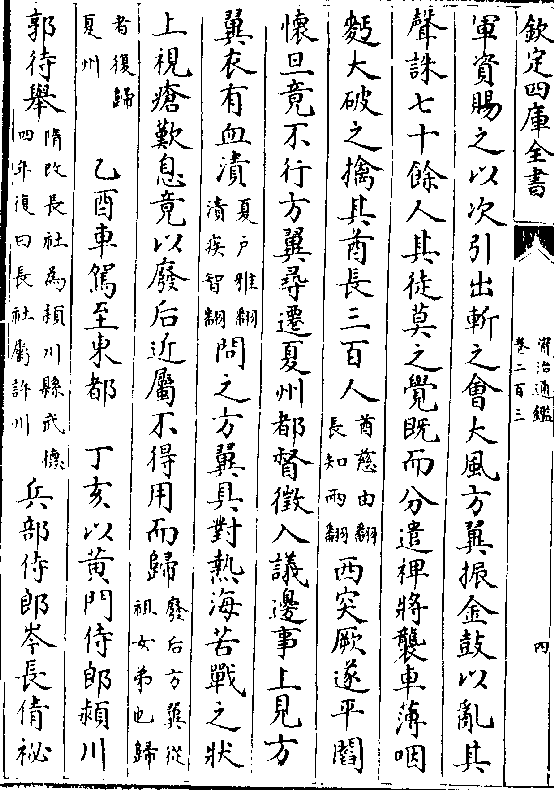 欽定四庫全書
資治通鑑
卷二百三
四
軍資賜之以次引出斬之會大風方翼振金鼓以亂其
聲誅七十餘人其徒莫之覺旣而分遣裨將襲車薄咽
麫大破之擒其酋長三百人酋慈由翻長知兩翻西突厥遂平閻
懷旦竟不行方翼尋遷夏州都督徵入議邊事上見方
翼衣有血漬夏戶雅翻漬疾智翻問之方翼具對熱海苦戰之狀
上視瘡歎息竟以廢后近屬不得用而歸廢后方翼從祖女弟也歸
者復歸夏州乙酉車駕至東都 丁亥以黃門侍郎潁川
郭待舉隋改長社為潁川縣武德四年復曰長社屬許州兵部侍郎岑長倩祕